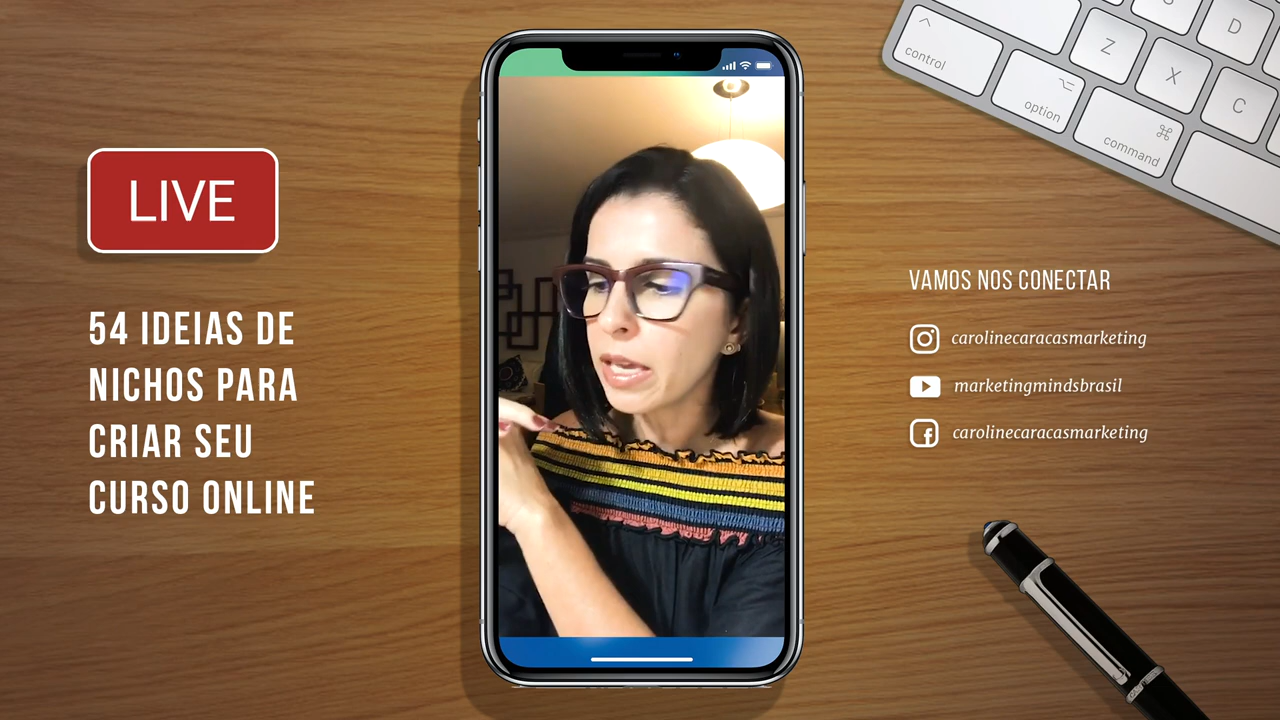 LIVE
54 IDEIAS DE
NICHOS PARA
CRIAR SEU
CURSO ONLINE
VAMOS NOS CONECTAR
carolinecaracasmarketing
marketingmindsbrasil
carolinecaracasmarketing
control
option
command
Z
X
C
S
D